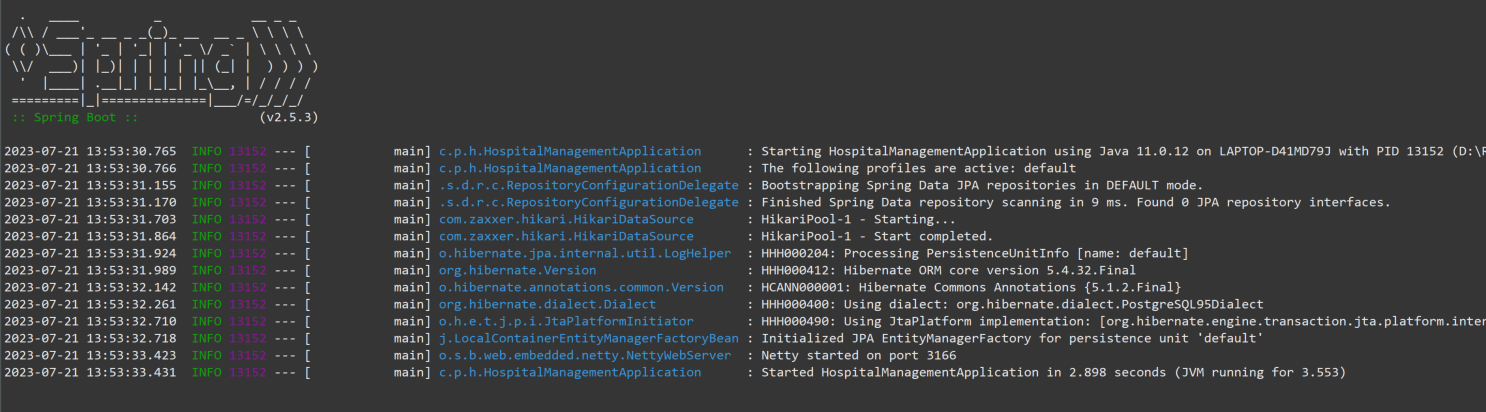 :: Spring Boot ::                (v2.5.3)
2023-07-21 13:53:30.765  INFO 13152 --- [           main] c.p.h.HospitalManagementApplication      : Starting HospitalManagementApplication using Java 11.0.12 on LAPTOP-D41MD79J with PID 13152 (D:\
2023-07-21 13:53:30.766  INFO 13152 --- [           main] c.p.h.HospitalManagementApplication      : The following profiles are active: default
2023-07-21 13:53:31.155  INFO 13152 --- [           main] .s.d.r.c.RepositoryConfigurationDelegate : Bootstrapping Spring Data JPA repositories in DEFAULT mode.
2023-07-21 13:53:31.170  INFO 13152 --- [           main] .s.d.r.c.RepositoryConfigurationDelegate : Finished Spring Data repository scanning in 9 ms. Found 0 JPA repository interfaces.
2023-07-21 13:53:31.703  INFO 13152 --- [           main] com.zaxxer.hikari.HikariDataSource       : HikariPool-1 - Starting...
2023-07-21 13:53:31.864  INFO 13152 --- [           main] com.zaxxer.hikari.HikariDataSource       : HikariPool-1 - Start completed.
2023-07-21 13:53:31.924  INFO 13152 --- [           main] o.hibernate.jpa.internal.util.LogHelper  : HHH000204: Processing PersistenceUnitInfo [name: default]
2023-07-21 13:53:31.989  INFO 13152 --- [           main] org.hibernate.Version                    : HHH000412: Hibernate ORM core version 5.4.32.Final
2023-07-21 13:53:32.142  INFO 13152 --- [           main] o.hibernate.annotations.common.Version   : HCANN000001: Hibernate Commons Annotations {5.1.2.Final}
2023-07-21 13:53:32.261  INFO 13152 --- [           main] org.hibernate.dialect.Dialect            : HHH000400: Using dialect: org.hibernate.dialect.PostgreSQL95Dialect
2023-07-21 13:53:32.710  INFO 13152 --- [           main] o.h.e.t.j.p.i.JtaPlatformInitiator       : HHH000490: Using JtaPlatform implementation: [org.hibernate.engine.transaction.jta.platform.inter
2023-07-21 13:53:32.718  INFO 13152 --- [           main] j.LocalContainerEntityManagerFactoryBean : Initialized JPA EntityManagerFactory for persistence unit 'default'
2023-07-21 13:53:33.423  INFO 13152 --- [           main] o.s.b.web.embedded.netty.NettyWebServer  : Netty started on port 3166
2023-07-21 13:53:33.431  INFO 13152 --- [           main] c.p.h.HospitalManagementApplication      : Started HospitalManagementApplication in 2.898 seconds (JVM running for 3.553)